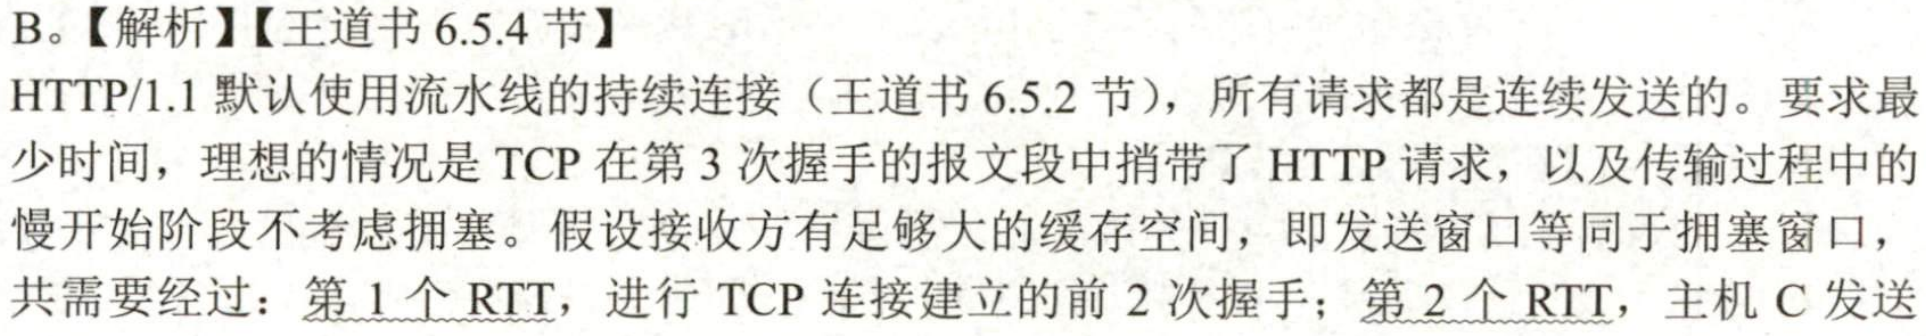 B。【解析】【王道书 6.5.4 节】
HTTP/1.1 默认使用流水线的持续连接（王道书 6.5.2 节），所有请求都是连续发送的。要求最
少时间，理想的情况是 TCP 在第 3 次握手的报文段中捎带了 HTTP 请求，以及传输过程中的
慢开始阶段不考虑拥塞。假设接收方有足够大的缓存空间，即发送窗口等同于拥塞窗口，
共需要经过：第 1 个 RTT，进行 TCP 连接建立的前 2 次握手；第 2 个 RTT，主机 C 发送